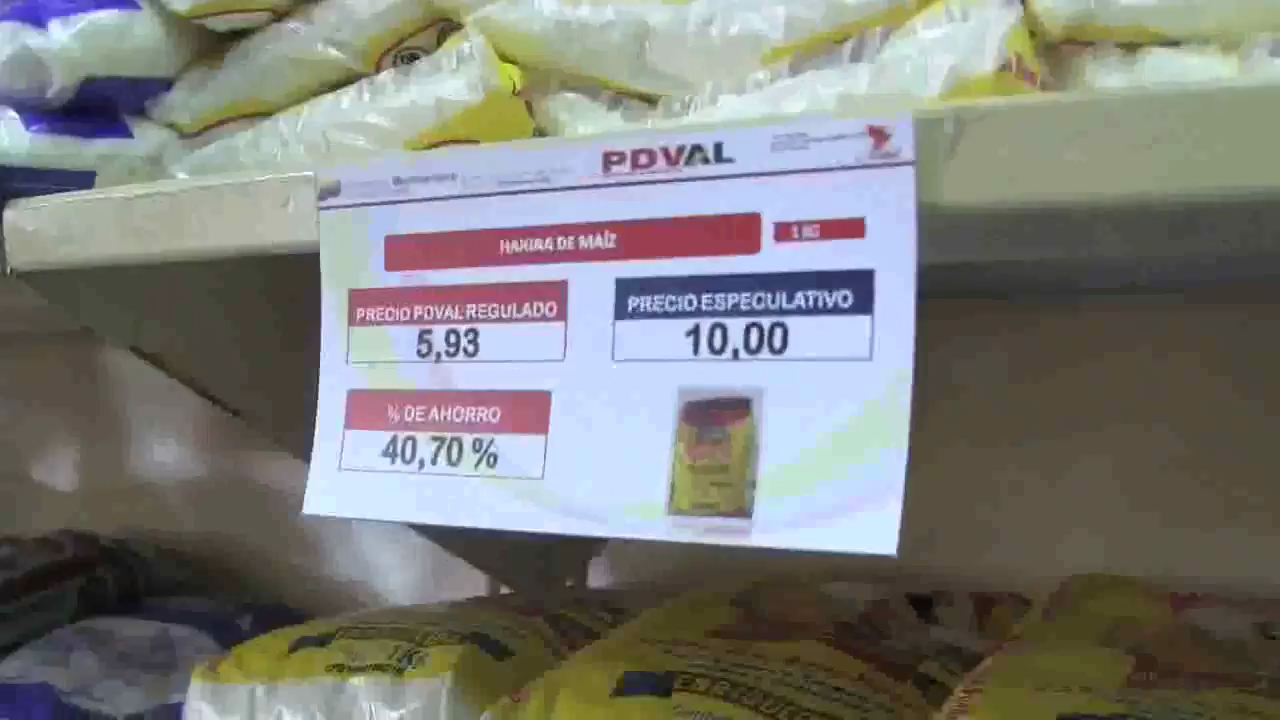 PDVAL
HARINA DE MAÍZ
1 KG
PRECIO PDVAL REGULADO
5,93
PRECIO ESPECULATIVO
10,00
% DE AHORRO
40,70 %